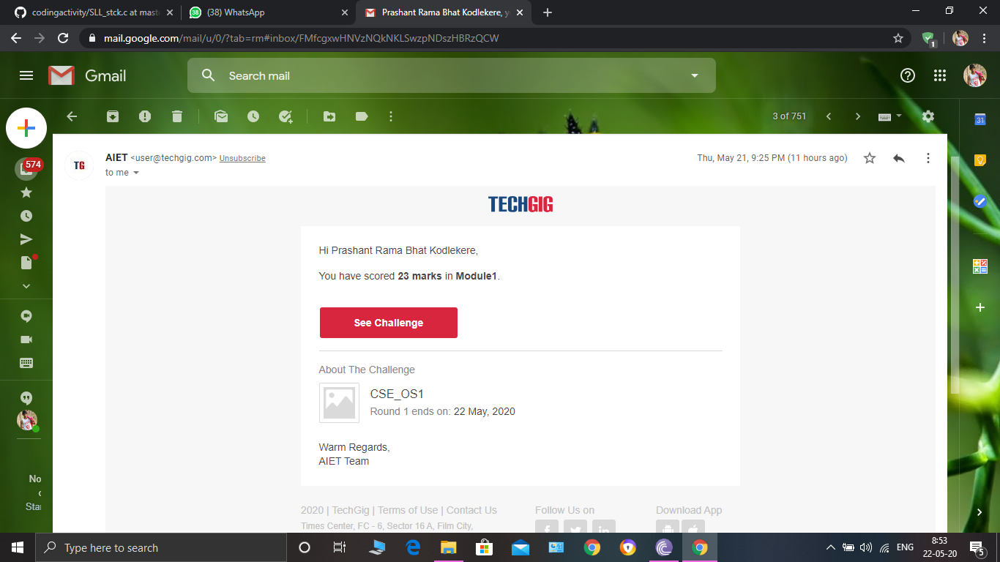 codingactivity/SLL_stck.c at mast
38
(38) WhatsApp
Prashant Rama Bhat Kodlekere, y
mail.google.com/mail/u/0/?tab=rm#inbox/FMfcgxwHNVzNQkNKLSwzpNDszHBRzQCW
1
Gmail
Search mail
3 of 751
31
574
TG
AIET <user@techgig.com> Unsubscribe
Thu, May 21, 9:25 PM (11 hours ago)
to me
TECHGIG
Hi Prashant Rama Bhat Kodlekere,
You have scored 23 marks in Module1.
See Challenge
About The Challenge
CSE_OS1
Round 1 ends on: 22 May, 2020
Warm Regards,
AIET Team
No
c
Star
2020 | TechGig | Terms of Use | Contact Us
Follow Us on
Download App
Times Center, FC - 6, Sector 16 A, Film City,
Type here to search
ENG
8:53
22-05-20
5